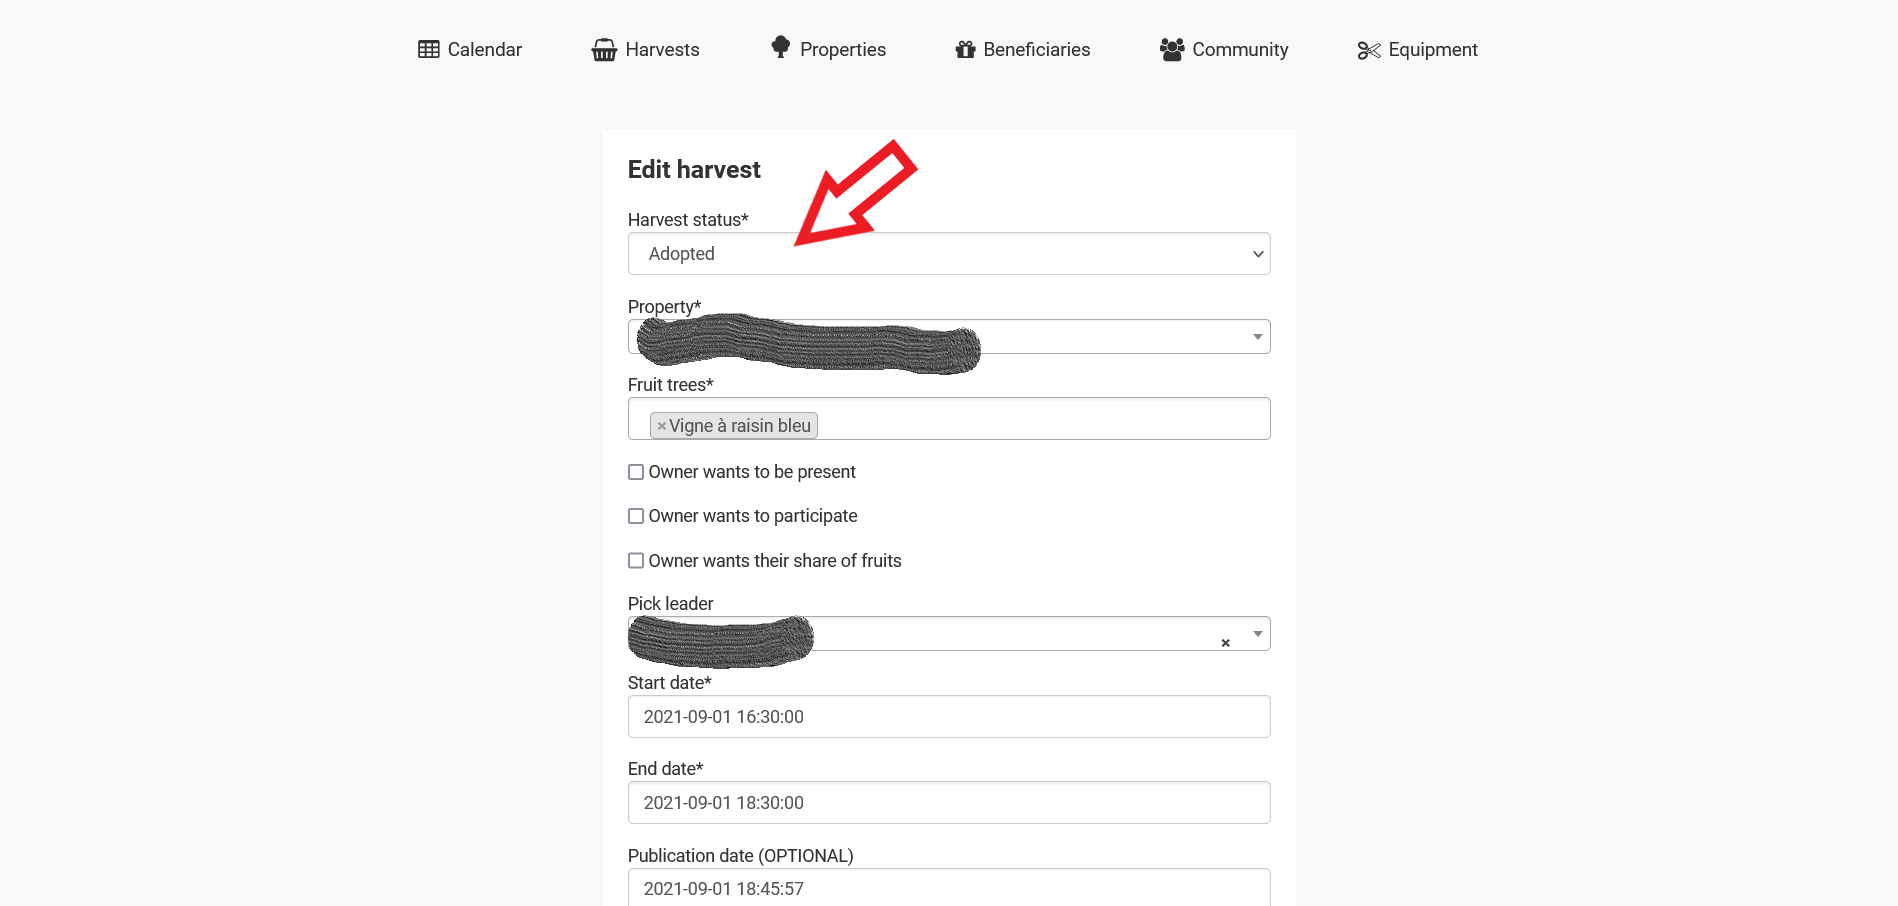 Calendar Harvests Properties Beneficiaries Community Equipment
Edit harvest
Harvest status*
Adopted
Property*
Fruit trees*
×Vigne à raisin bleu
Owner wants to be present
Owner wants to participate
Owner wants their share of fruits
Pick leader
×
Start date*
2021-09-01 16:30:00
End date*
2021-09-01 18:30:00
Publication date (OPTIONAL)
2021-09-01 18:45:57